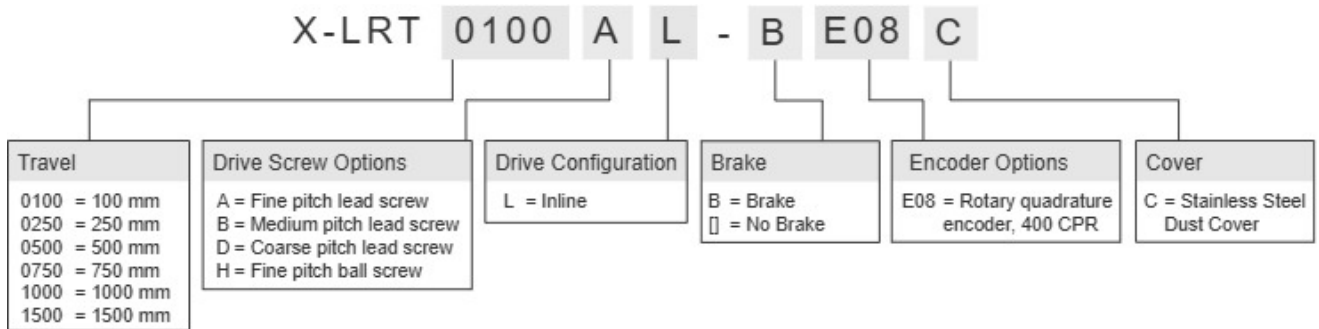 X-LRT 0100 A L - B E08 C
Travel
0100 = 100 mm
0250 = 250 mm
0500 = 500 mm
0750 = 750 mm
1000 = 1000 mm
1500 = 1500 mm
Drive Screw Options
A = Fine pitch lead screw
B = Medium pitch lead screw
D = Coarse pitch lead screw
H = Fine pitch ball screw
Drive Configuration
L = Inline
Brake
B = Brake
[] = No Brake
Encoder Options
E08 = Rotary quadrature
encoder, 400 CPR
Cover
C = Stainless Steel
Dust Cover